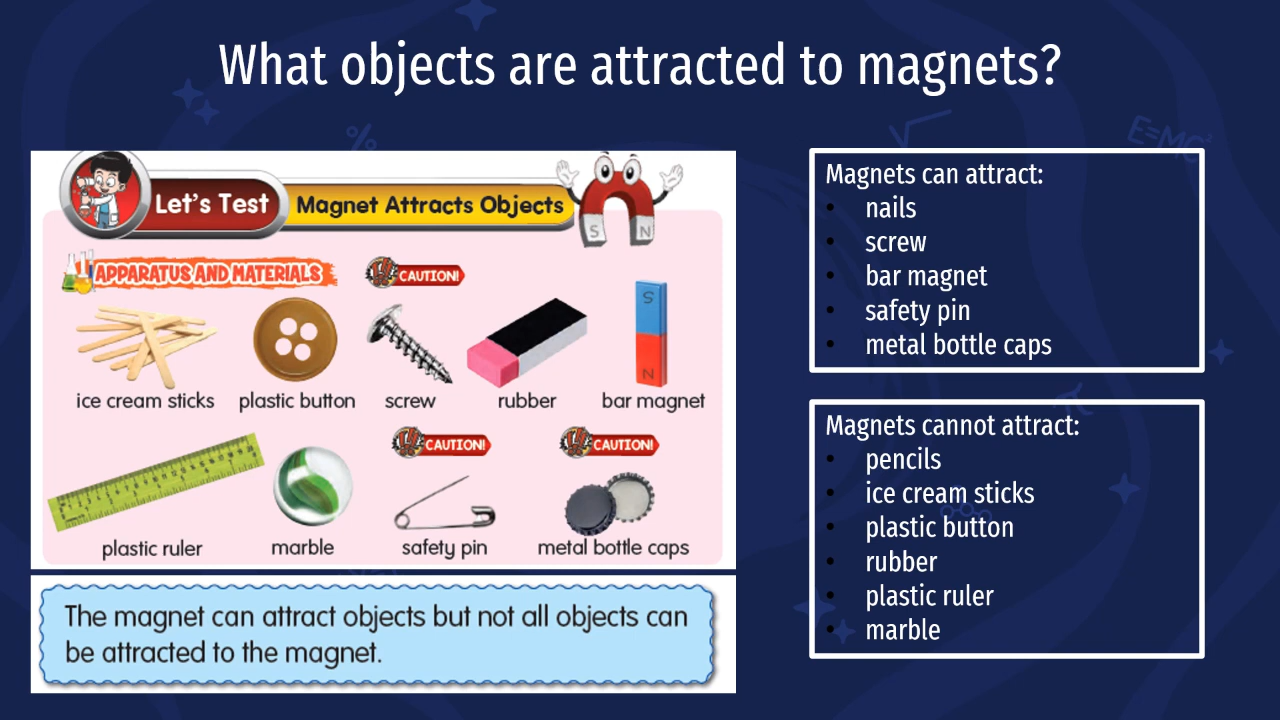 What objects are attracted to magnets?
Let's Test
Magnet Attracts Objects
S N
APPARATUS AND MATERIALS
CAUTION!
S
N
ice cream sticks plastic button screw rubber bar magnet
CAUTION! CAUTION!
plastic ruler marble safety pin metal bottle caps
The magnet can attract objects but not all objects can
be attracted to the magnet.
Magnets can attract:
• nails
• screw
• bar magnet
• safety pin
• metal bottle caps
Magnets cannot attract:
• pencils
• ice cream sticks
• plastic button
• rubber
• plastic ruler
• marble
%
√
E=MC²
π